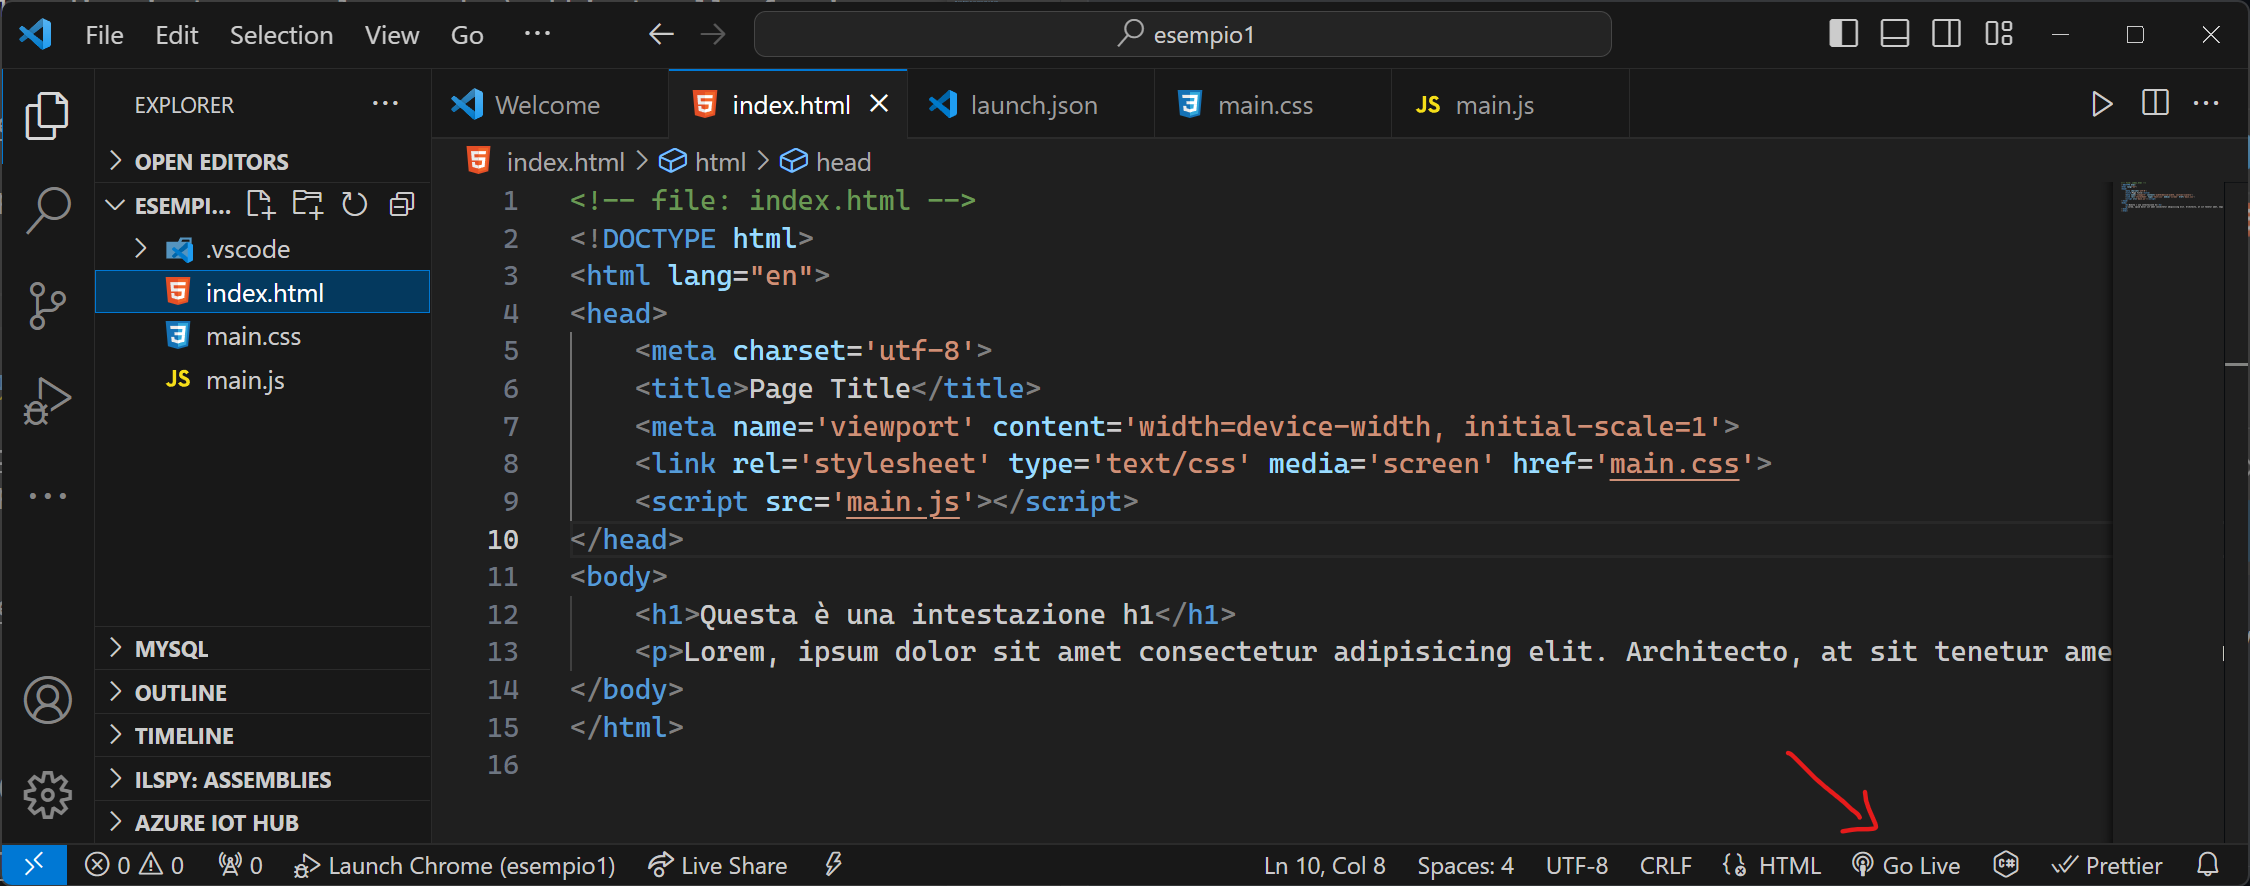 File Edit Selection View Go ··· esempio1
EXPLORER ···
OPEN EDITORS
ESEMPI...
.vscode
index.html
main.css
JS main.js
MYSQL
OUTLINE
TIMELINE
ILSPY: ASSEMBLIES
AZURE IOT HUB
Welcome index.html launch.json main.css JS main.js
index.html > html > head
1 <!-- file: index.html -->
2 <!DOCTYPE html>
3 <html lang="en">
4 <head>
5 <meta charset='utf-8'>
6 <title>Page Title</title>
7 <meta name='viewport' content='width=device-width, initial-scale=1'>
8 <link rel='stylesheet' type='text/css' media='screen' href='main.css'>
9 <script src='main.js'></script>
10 </head>
11 <body>
12 <h1>Questa è una intestazione h1</h1>
13 <p>Lorem, ipsum dolor sit amet consectetur adipisicing elit. Architecto, at sit tenetur ame
14 </body>
15 </html>
16
0 0 0 Launch Chrome (esempio1) Live Share Ln 10, Col 8 Spaces: 4 UTF-8 CRLF HTML Go Live Prettier